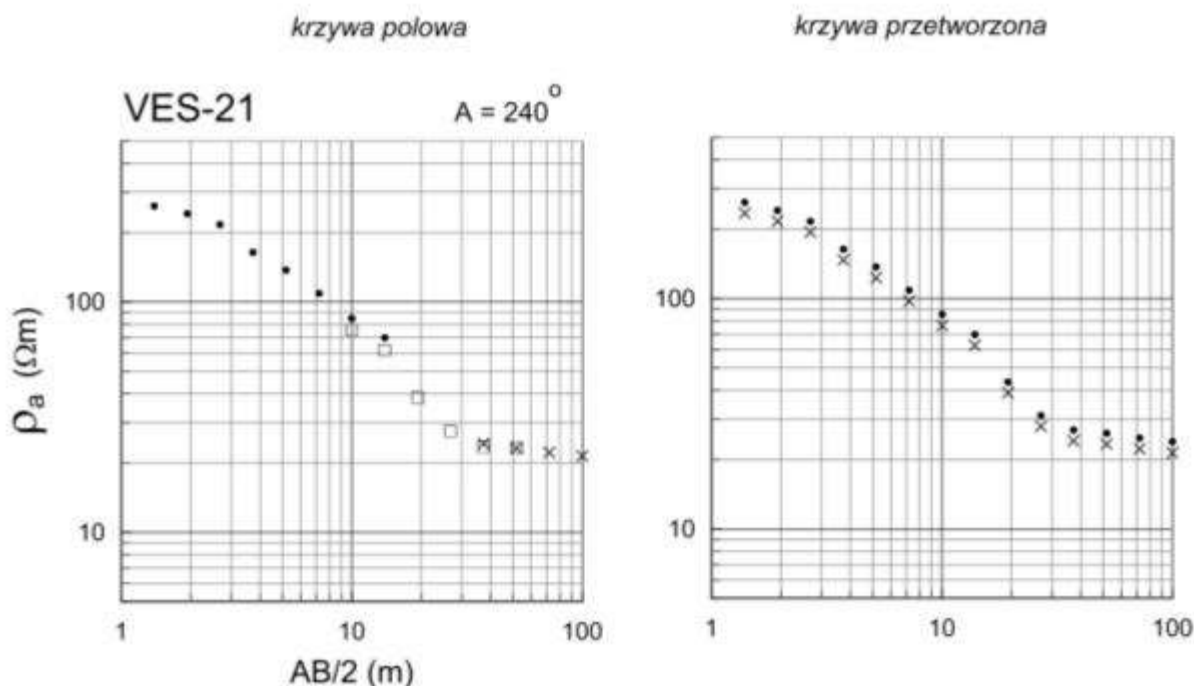 krzywa polowa
krzywa przetworzona
VES-21
A = 240°
100
10
1
10
100
ρa (Ωm)
AB/2 (m)
100
10
1
10
100